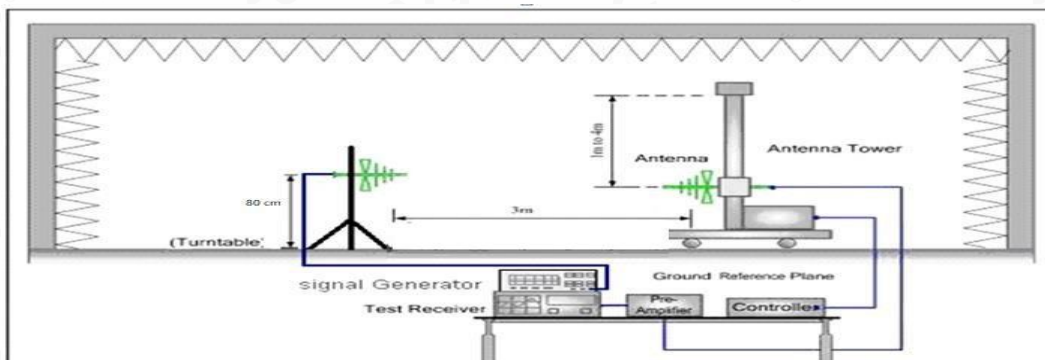 1m to 4m
Antenna
Antenna Tower
80 cm
3m
(Turntable)
Ground Reference Plane
signal Generator
Test Receiver
Pre-
Amplifier
Controller